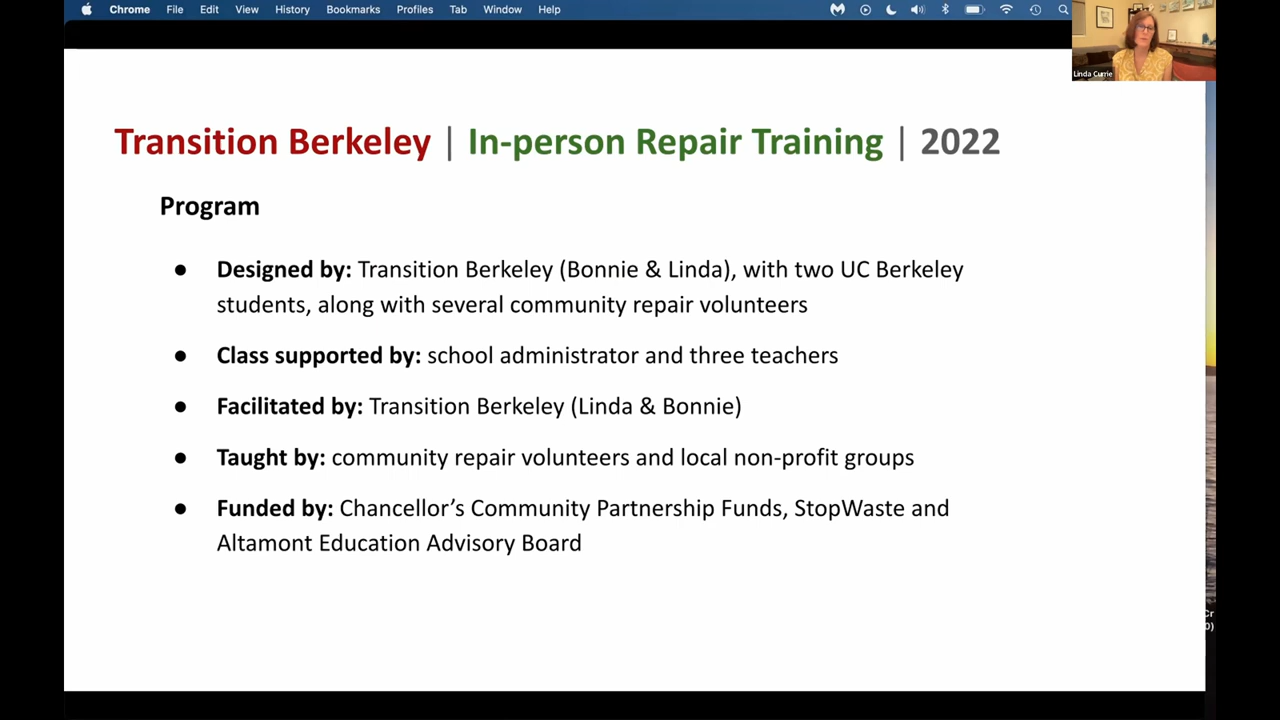 Chrome File Edit View History Bookmarks Profiles Tab Window Help
Linda Currie
Transition Berkeley | In-person Repair Training | 2022
Program
● Designed by: Transition Berkeley (Bonnie & Linda), with two UC Berkeley
students, along with several community repair volunteers
● Class supported by: school administrator and three teachers
● Facilitated by: Transition Berkeley (Linda & Bonnie)
● Taught by: community repair volunteers and local non-profit groups
● Funded by: Chancellor’s Community Partnership Funds, StopWaste and
Altamont Education Advisory Board
Cr
0)